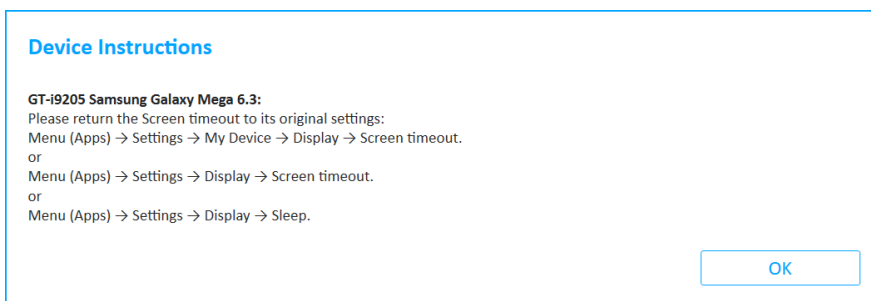 Device Instructions
GT-i9205 Samsung Galaxy Mega 6.3:
Please return the Screen timeout to its original settings:
Menu (Apps) → Settings → My Device → Display → Screen timeout.
or
Menu (Apps) → Settings → Display → Screen timeout.
or
Menu (Apps) → Settings → Display → Sleep.
OK